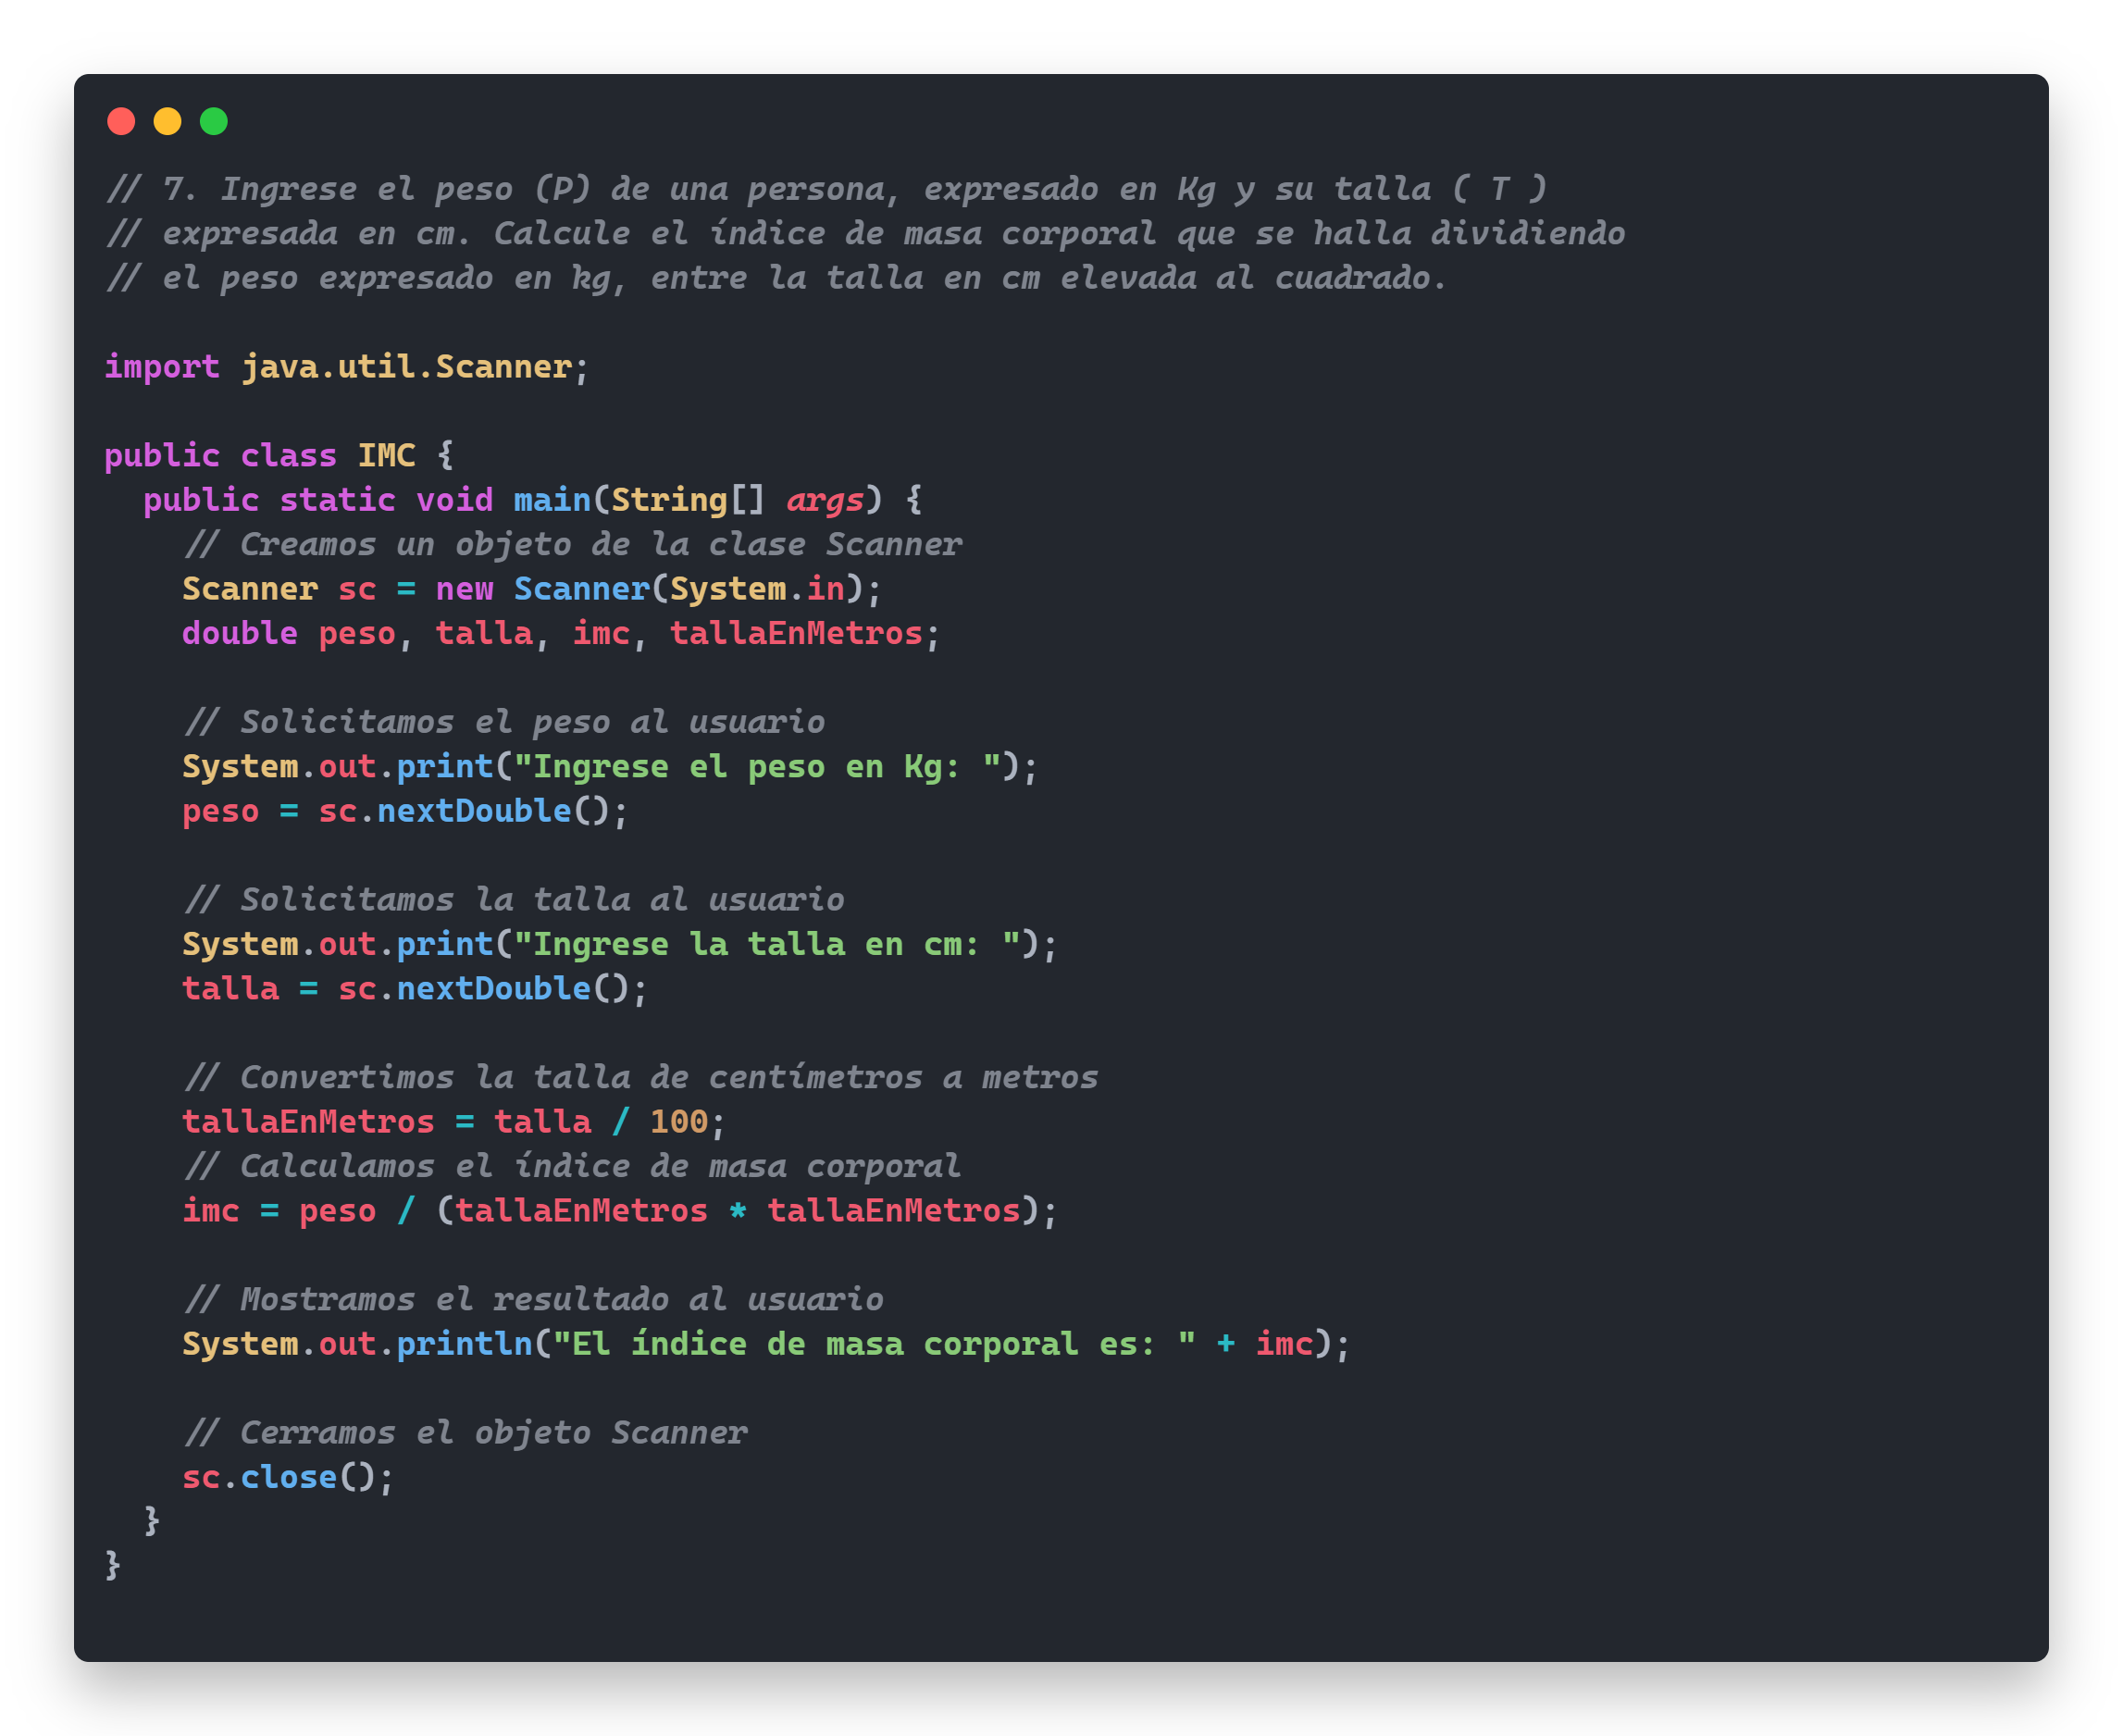 // 7. Ingrese el peso (P) de una persona, expresado en Kg y su talla ( T )
// expresada en cm. Calcule el índice de masa corporal que se halla dividiendo
// el peso expresado en kg, entre la talla en cm elevada al cuadrado.

import java.util.Scanner;

public class IMC {
  public static void main(String[] args) {
    // Creamos un objeto de la clase Scanner
    Scanner sc = new Scanner(System.in);
    double peso, talla, imc, tallaEnMetros;

    // Solicitamos el peso al usuario
    System.out.print("Ingrese el peso en Kg: ");
    peso = sc.nextDouble();

    // Solicitamos la talla al usuario
    System.out.print("Ingrese la talla en cm: ");
    talla = sc.nextDouble();

    // Convertimos la talla de centímetros a metros
    tallaEnMetros = talla / 100;
    // Calculamos el índice de masa corporal
    imc = peso / (tallaEnMetros * tallaEnMetros);

    // Mostramos el resultado al usuario
    System.out.println("El índice de masa corporal es: " + imc);

    // Cerramos el objeto Scanner
    sc.close();
  }
}